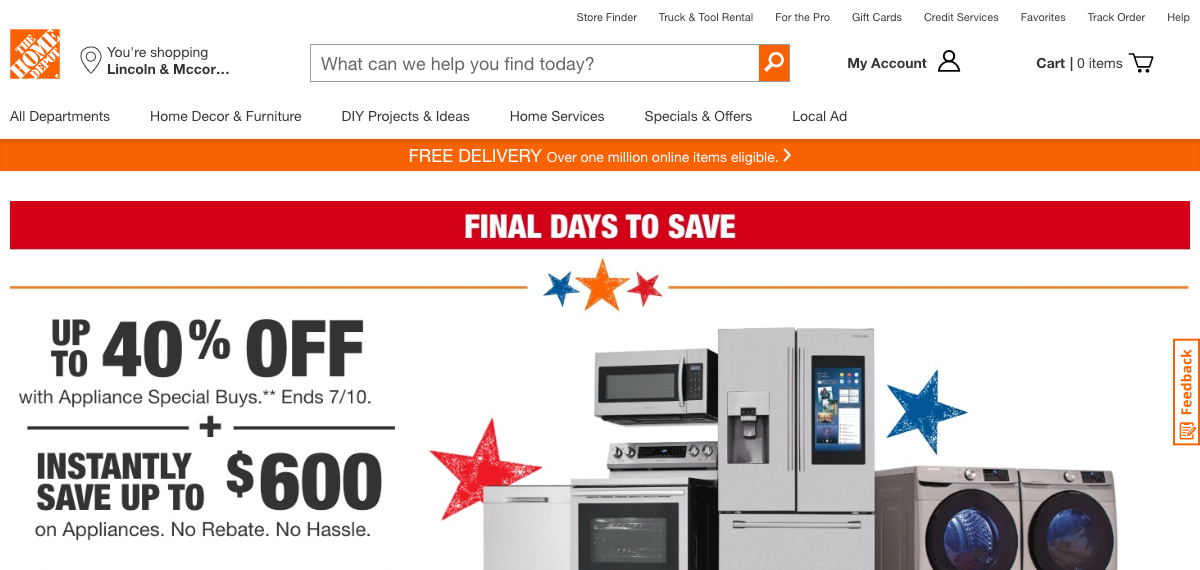 Store Finder Truck & Tool Rental For the Pro Gift Cards Credit Services Favorites Track Order Help
THE HOME DEPOT
You're shopping
Lincoln & Mccor...
What can we help you find today?
My Account
Cart | 0 items
All Departments Home Decor & Furniture DIY Projects & Ideas Home Services Specials & Offers Local Ad
FREE DELIVERY Over one million online items eligible.
FINAL DAYS TO SAVE
UP TO 40% OFF
with Appliance Special Buys.** Ends 7/10.
+
INSTANTLY
SAVE UP TO $600
on Appliances. No Rebate. No Hassle.
Feedback